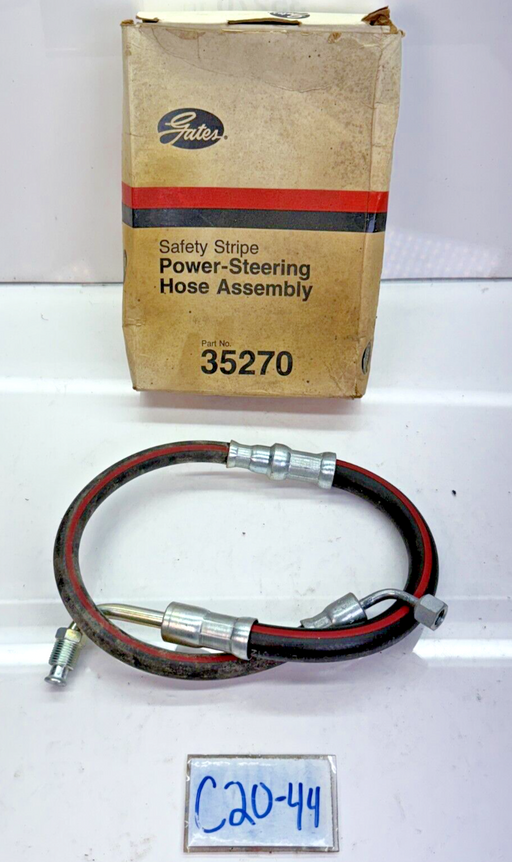 Gates
Safety Stripe
Power-Steering
Hose Assembly
Part No.
35270
C20-44